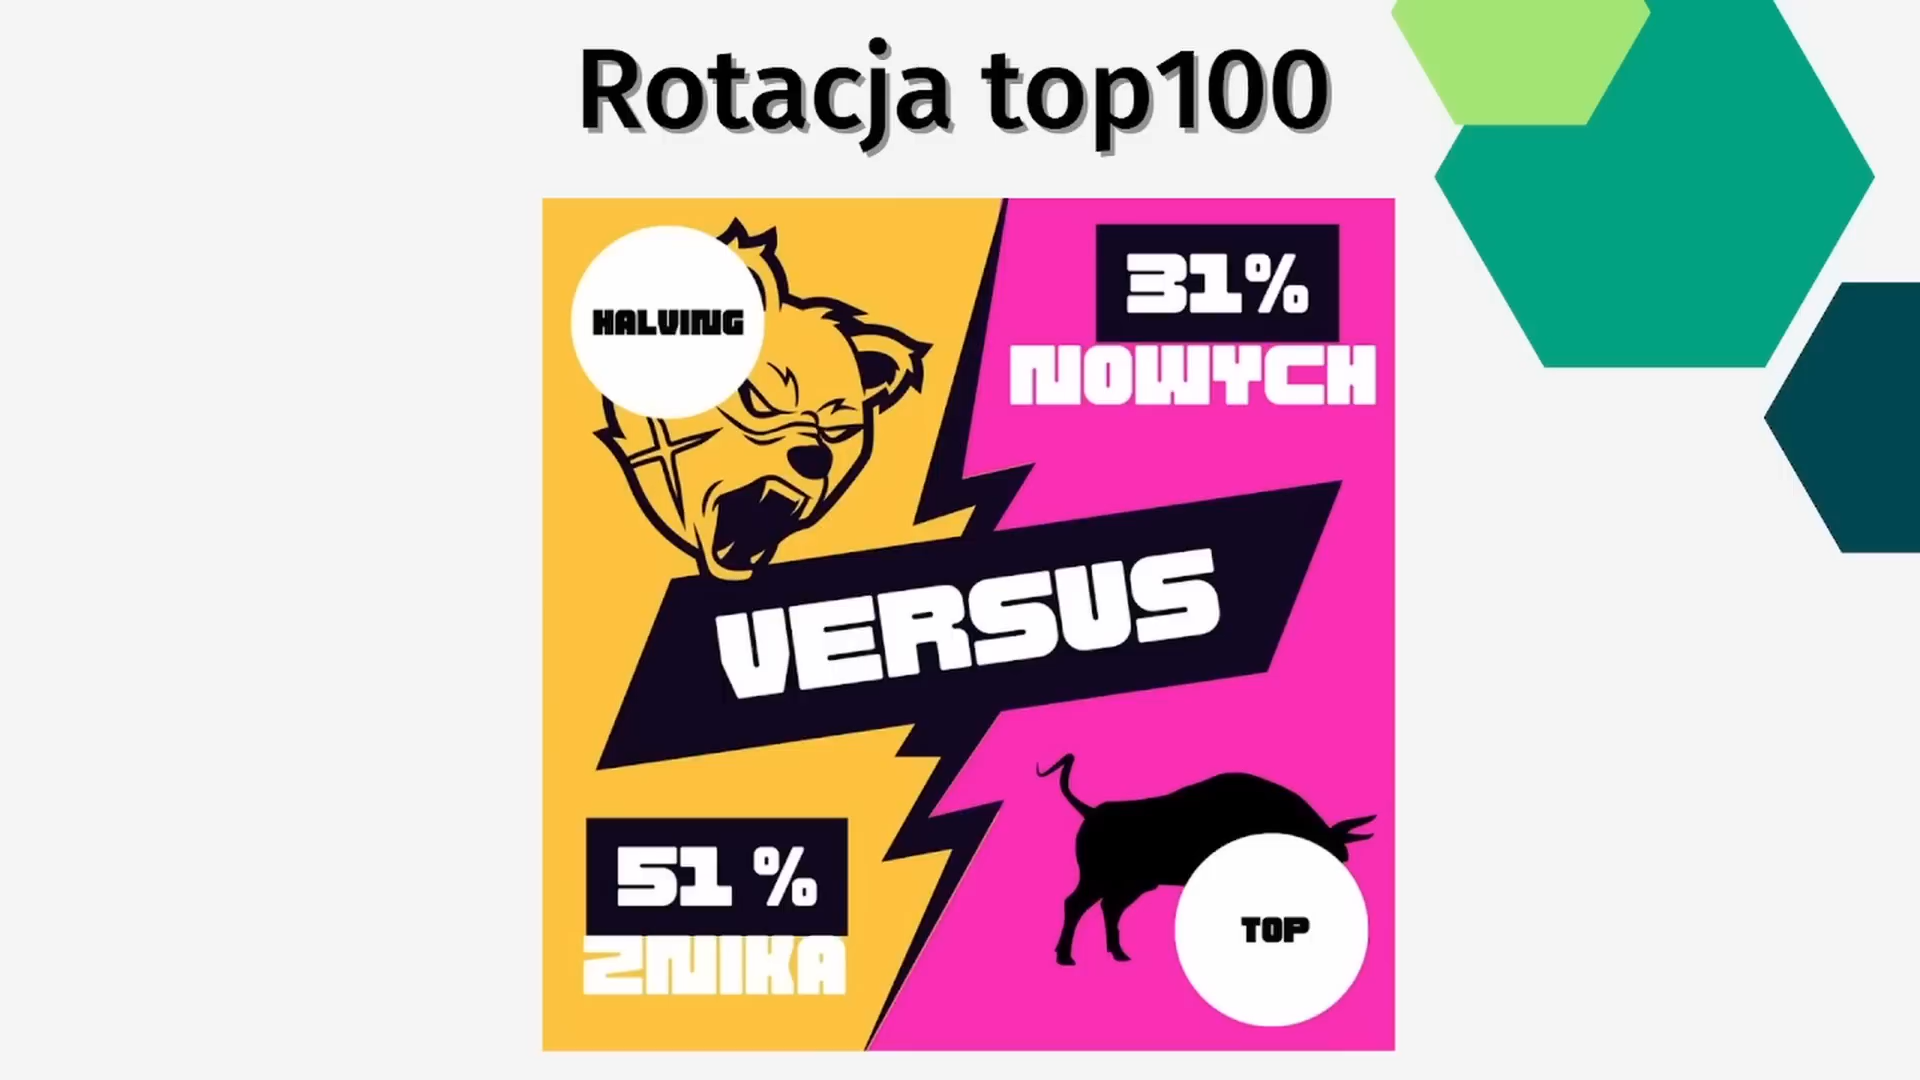 Rotacja top100
HALVING
31%
NOWYCH
VERSUS
51 %
ZNIKA
TOP